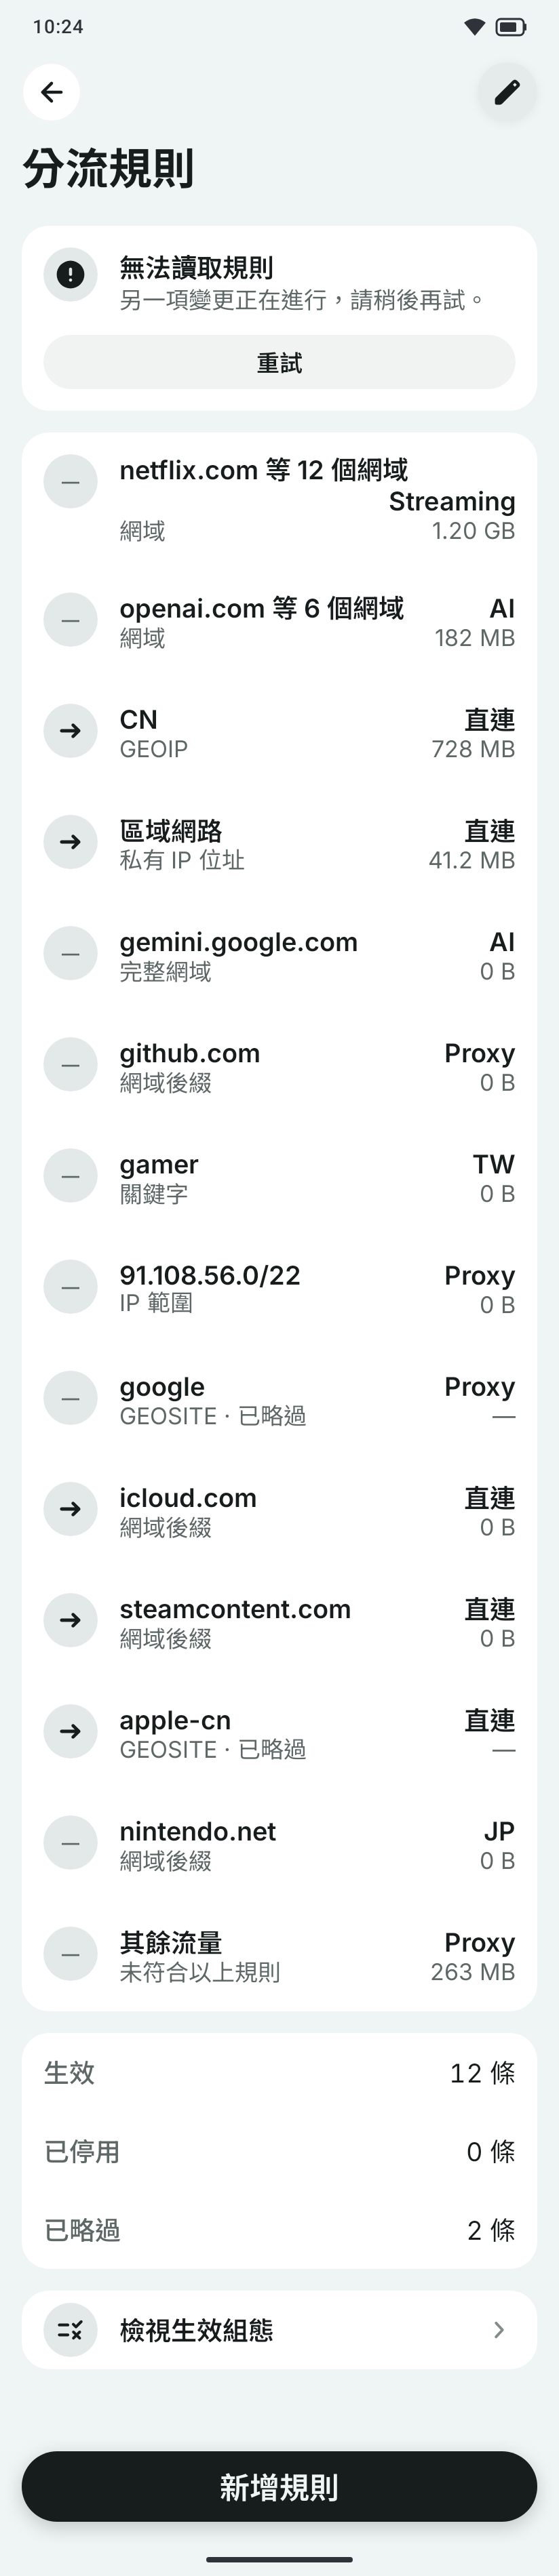 10:24
分流規則
無法讀取規則
另一項變更正在進行，請稍後再試。
重試
netflix.com 等 12 個網域
Streaming
網域 1.20 GB
openai.com 等 6 個網域 AI
網域 182 MB
CN 直連
GEOIP 728 MB
區域網路 直連
私有 IP 位址 41.2 MB
gemini.google.com AI
完整網域 0 B
github.com Proxy
網域後綴 0 B
gamer TW
關鍵字 0 B
91.108.56.0/22 Proxy
IP 範圍 0 B
google Proxy
GEOSITE · 已略過 —
icloud.com 直連
網域後綴 0 B
steamcontent.com 直連
網域後綴 0 B
apple-cn 直連
GEOSITE · 已略過 —
nintendo.net JP
網域後綴 0 B
其餘流量 Proxy
未符合以上規則 263 MB
生效 12 條
已停用 0 條
已略過 2 條
檢視生效組態
新增規則